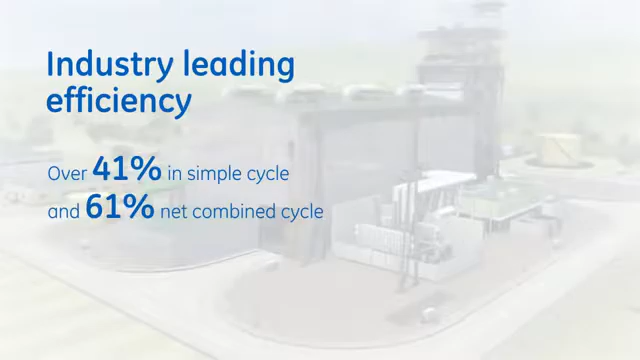 Industry leading
efficiency
Over 41% in simple cycle
and 61% net combined cycle